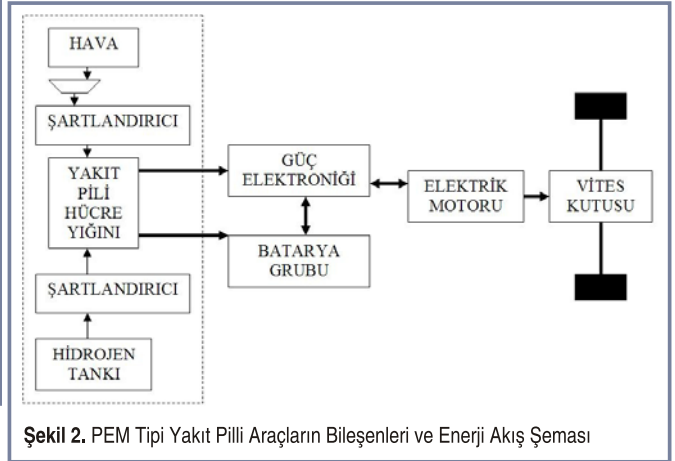 HAVA
ŞARTLANDIRICI
YAKIT
PİLİ
HÜCRE
YIĞINI
ŞARTLANDIRICI
HİDROJEN
TANKI
GÜÇ
ELEKTRONİĞİ
BATARYA
GRUBU
ELEKTRİK
MOTORU
VİTES
KUTUSU
Şekil 2. PEM Tipi Yakıt Pilli Araçların Bileşenleri ve Enerji Akış Şeması